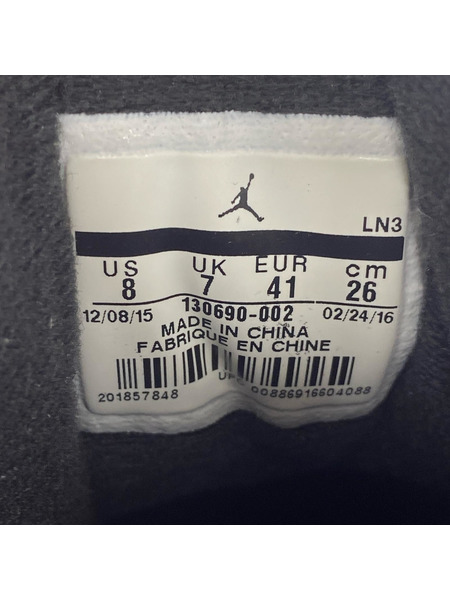 LN3
US UK EUR cm
8 7 41 26
12/08/15 130690-002 02/24/16
MADE IN CHINA
FABRIQUE EN CHINE
201857848 00886916604088